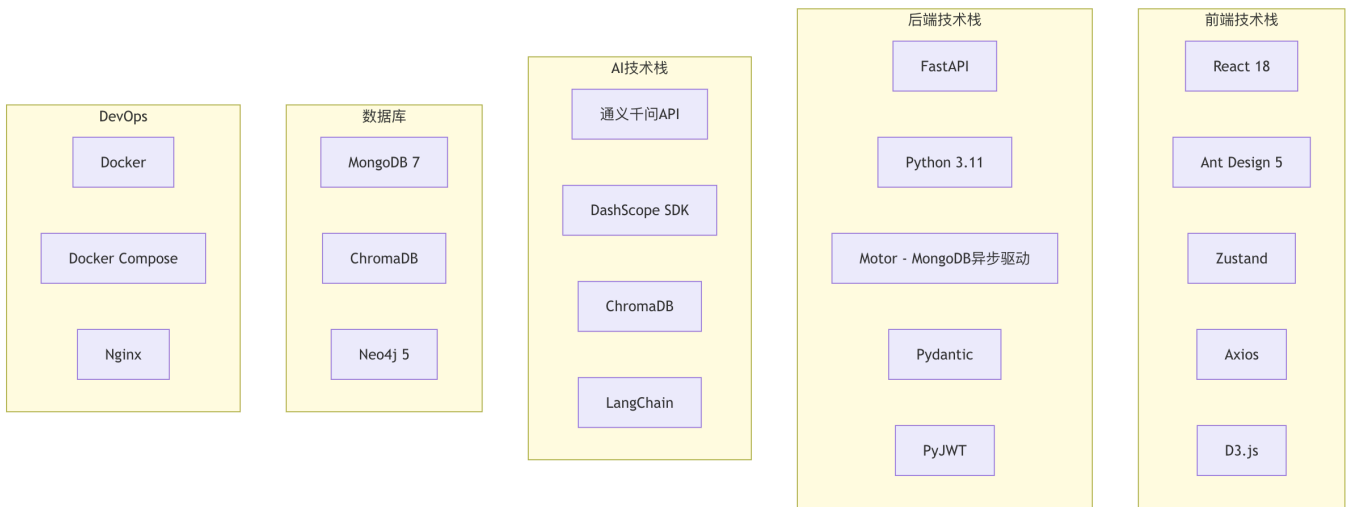 DevOps
Docker
Docker Compose
Nginx
数据库
MongoDB 7
ChromaDB
Neo4j 5
AI技术栈
通义千问API
DashScope SDK
ChromaDB
LangChain
后端技术栈
FastAPI
Python 3.11
Motor - MongoDB异步驱动
Pydantic
PyJWT
前端技术栈
React 18
Ant Design 5
Zustand
Axios
D3.js